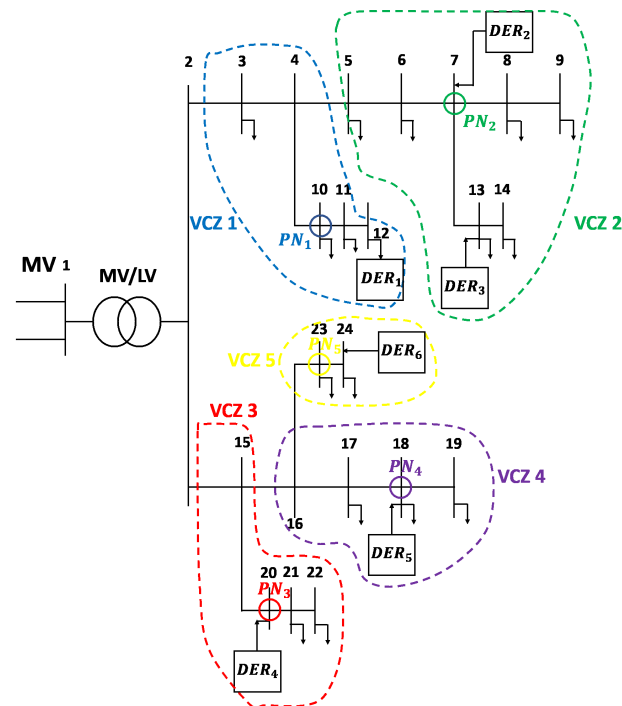 DER₂
2
3
4
5
6
7
8
9
PN₂
10
11
12
13
14
VCZ 1
PN₁
VCZ 2
DER₁
DER₃
MV 1
MV/LV
23
24
PN₅
DER₆
VCZ 5
VCZ 3
15
17
18
19
PN₄
VCZ 4
16
DER₅
20
21
22
PN₃
DER₄